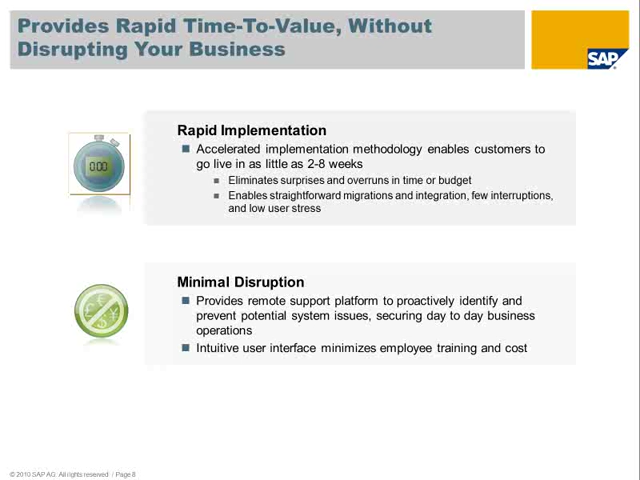 Provides Rapid Time-To-Value, Without
Disrupting Your Business
SAP
Rapid Implementation
Accelerated implementation methodology enables customers to
go live in as little as 2-8 weeks
Eliminates surprises and overruns in time or budget
Enables straightforward migrations and integration, few interruptions,
and low user stress
0:00
Minimal Disruption
Provides remote support platform to proactively identify and
prevent potential system issues, securing day to day business
operations
Intuitive user interface minimizes employee training and cost
© 2010 SAP AG. All rights reserved. / Page 8